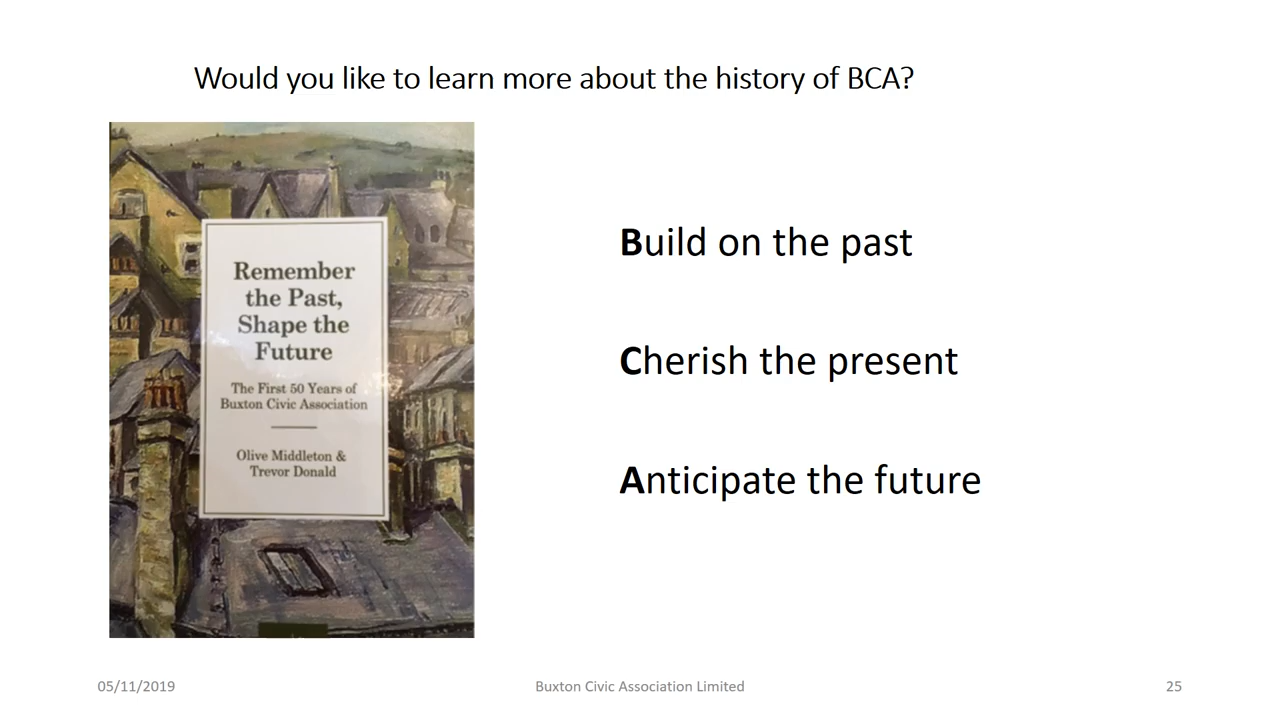 Would you like to learn more about the history of BCA?
Remember
the Past,
Shape the
Future
The First 50 Years of
Buxton Civic Association
Olive Middleton &
Trevor Donald
Build on the past
Cherish the present
Anticipate the future
05/11/2019
Buxton Civic Association Limited
25